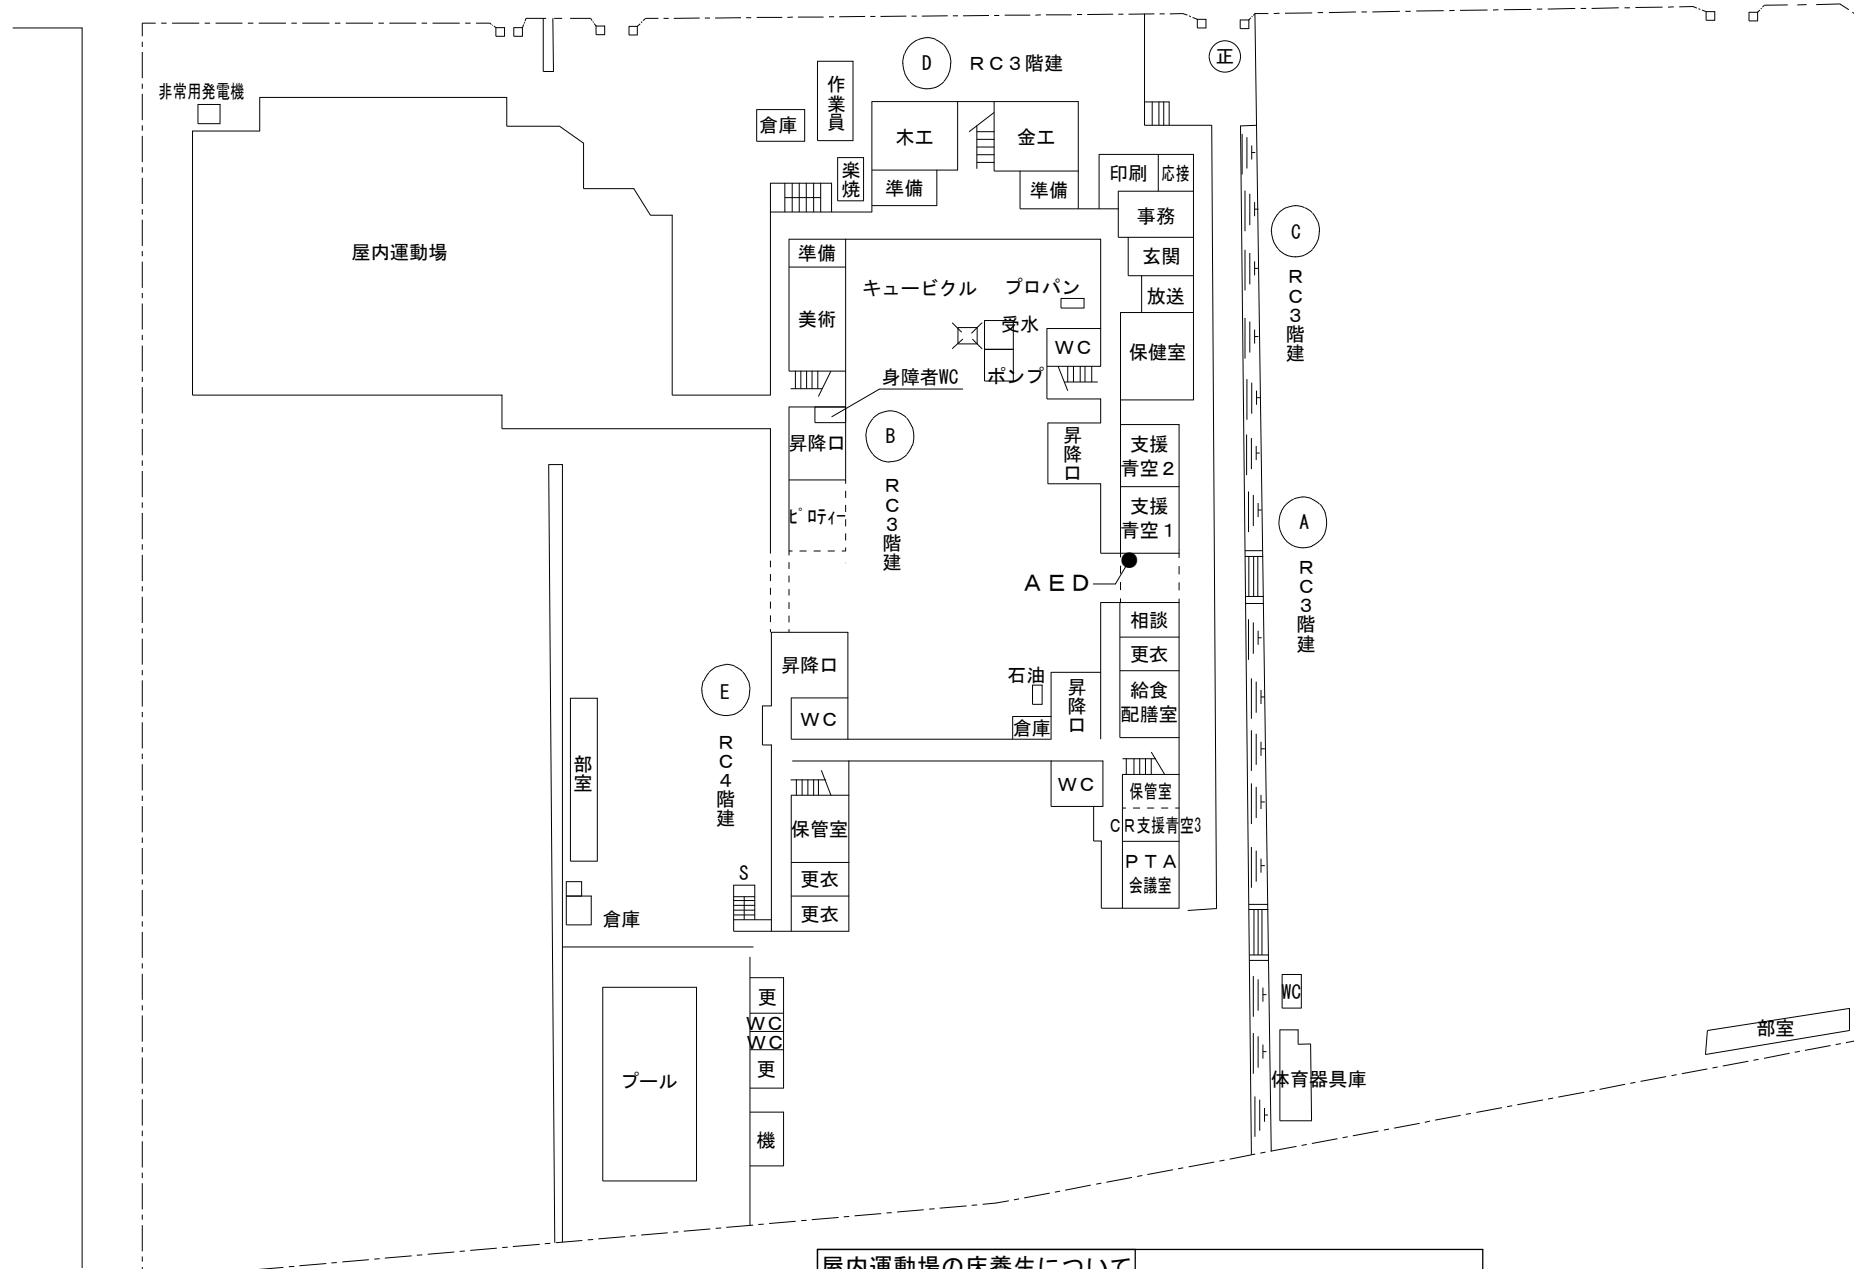 D
RC3階建
正
非常用発電機
作業員
倉庫
木工
金工
楽焼
準備
準備
印刷
応接
事務
C
RC3階建
屋内運動場
準備
玄関
キュービクル
プロパン
放送
美術
受水
WC
保健室
身障者WC
ポンプ
昇降口
B
RC3階建
昇降口
支援
青空2
ピロティー
支援
青空1
A
RC3階建
AED
相談
更衣
昇降口
E
RC4階建
石油
昇降口
給食
配膳室
WC
倉庫
部室
WC
保管室
保管室
CR支援青空3
PTA
会議室
S
更衣
更衣
倉庫
更
WC
WC
更
WC
部室
プール
体育器具庫
機
屋内運動場の床養生について